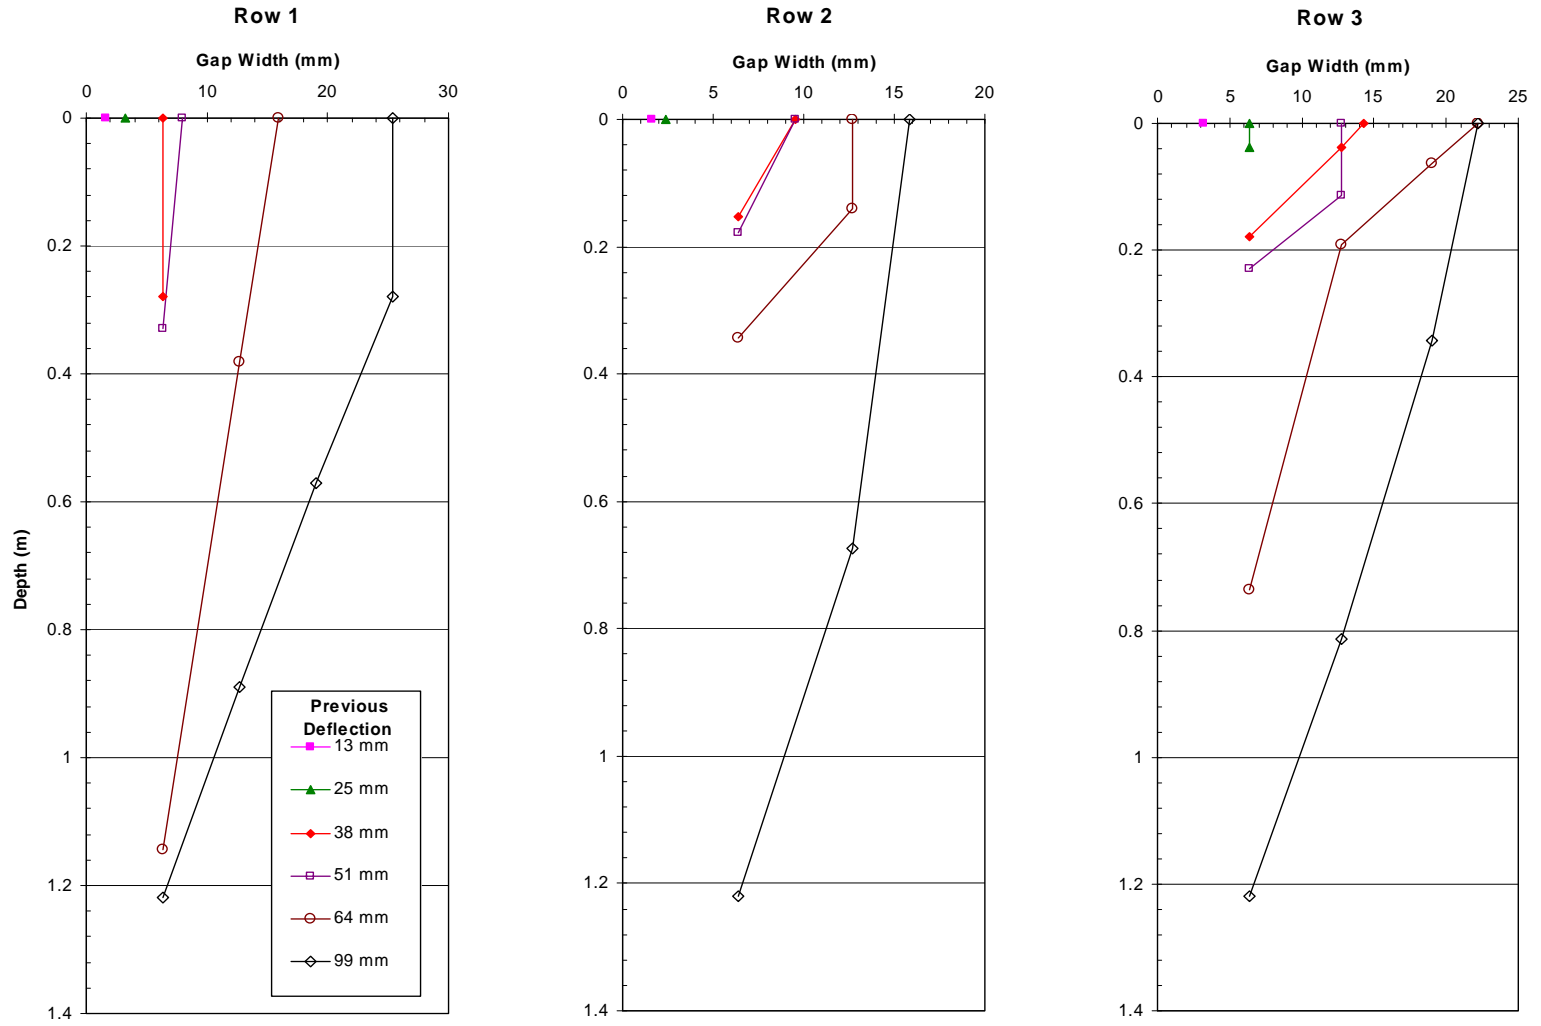 Row 1
Row 2
Row 3
Gap Width (mm)
Gap Width (mm)
Gap Width (mm)
0 10 20 30
0 5 10 15 20
0 5 10 15 20 25
0
0.2
0.4
0.6
0.8
1
1.2
1.4
Depth (m)
0
0.2
0.4
0.6
0.8
1
1.2
1.4
0
0.2
0.4
0.6
0.8
1
1.2
1.4
Previous
Deflection
13 mm
25 mm
38 mm
51 mm
64 mm
99 mm